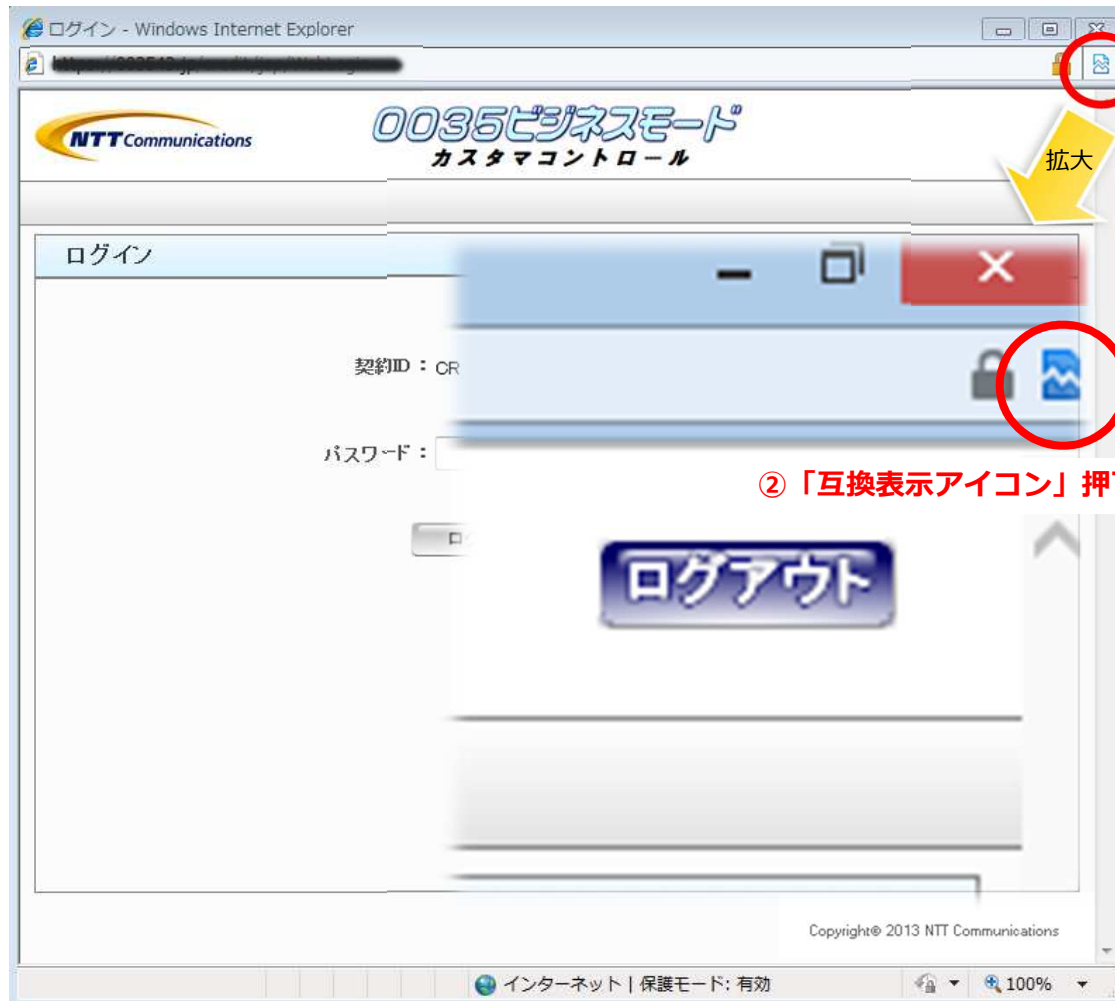 ログイン - Windows Internet Explorer
NTT Communications
0035ビジネスモード
カスタマコントロール
拡大
ログイン
契約ID：CR
パスワード：
②「互換表示アイコン」押
ロ
ログアウト
Copyright© 2013 NTT Communications
インターネット | 保護モード: 有効
100%